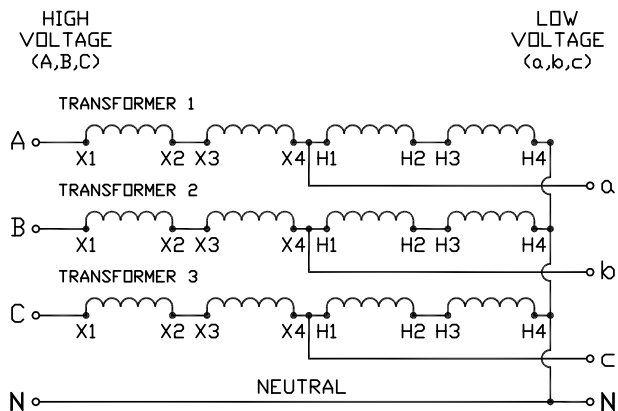 HIGH
VOLTAGE
(A,B,C)
LOW
VOLTAGE
(a,b,c)
TRANSFORMER 1
A
X1 X2 X3 X4 H1 H2 H3 H4
a
TRANSFORMER 2
B
X1 X2 X3 X4 H1 H2 H3 H4
b
TRANSFORMER 3
C
X1 X2 X3 X4 H1 H2 H3 H4
c
NEUTRAL
N N